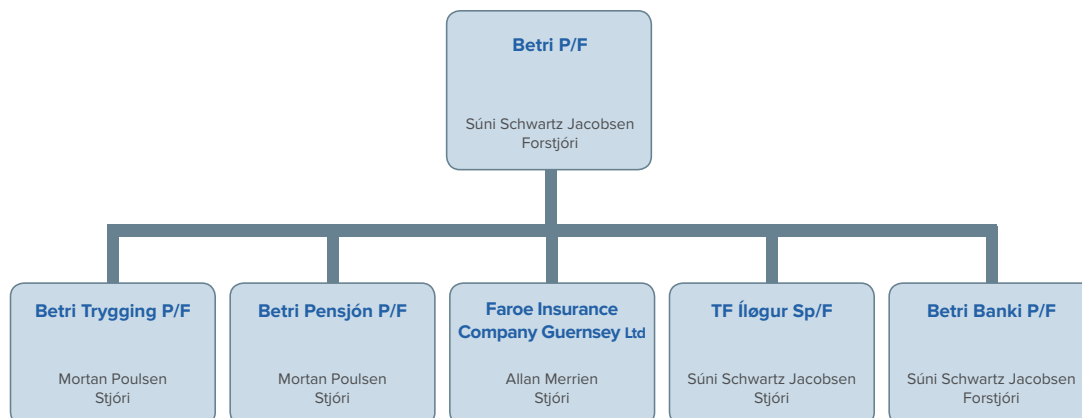 Betri P/F
Súni Schwartz Jacobsen
Forstjóri
Betri Trygging P/F
Mortan Poulsen
Stjóri
Betri Pensjón P/F
Mortan Poulsen
Stjóri
Faroe Insurance
Company Guernsey Ltd
Allan Merrien
Stjóri
TF Íløgur Sp/F
Súni Schwartz Jacobsen
Stjóri
Betri Banki P/F
Súni Schwartz Jacobsen
Forstjóri